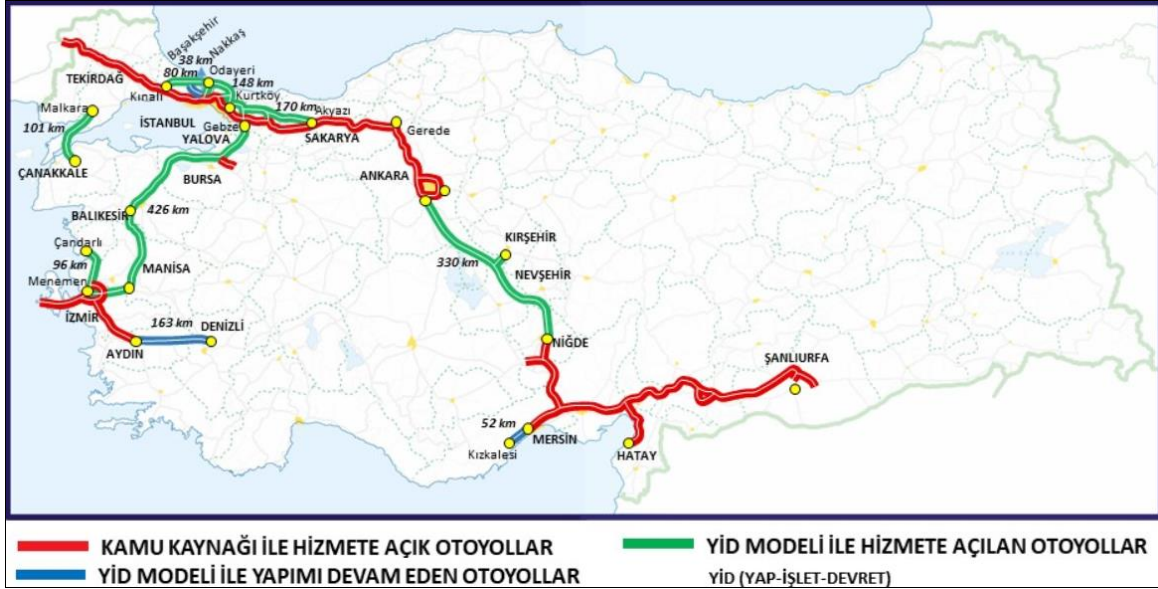 Başakşehir
Nakkaş
38 km
80 km
Odayeri
TEKİRDAĞ
148 km
Kınalı
Kurtköy
Malkara
170 km
Akyazı
101 km
İSTANBUL
Gebze
Gerede
YALOVA
SAKARYA
ÇANAKKALE
BURSA
ANKARA
BALIKESİR
426 km
KIRŞEHİR
Çandarlı
96 km
MANİSA
330 km
NEVŞEHİR
Menemen
İZMİR
163 km
DENİZLİ
AYDIN
NİĞDE
ŞANLIURFA
52 km
MERSİN
Kızkalesi
HATAY
KAMU KAYNAĞI İLE HİZMETE AÇIK OTOYOLLAR
YİD MODELİ İLE HİZMETE AÇILAN OTOYOLLAR
YİD MODELİ İLE YAPIMI DEVAM EDEN OTOYOLLAR
YİD (YAP-İŞLET-DEVRET)